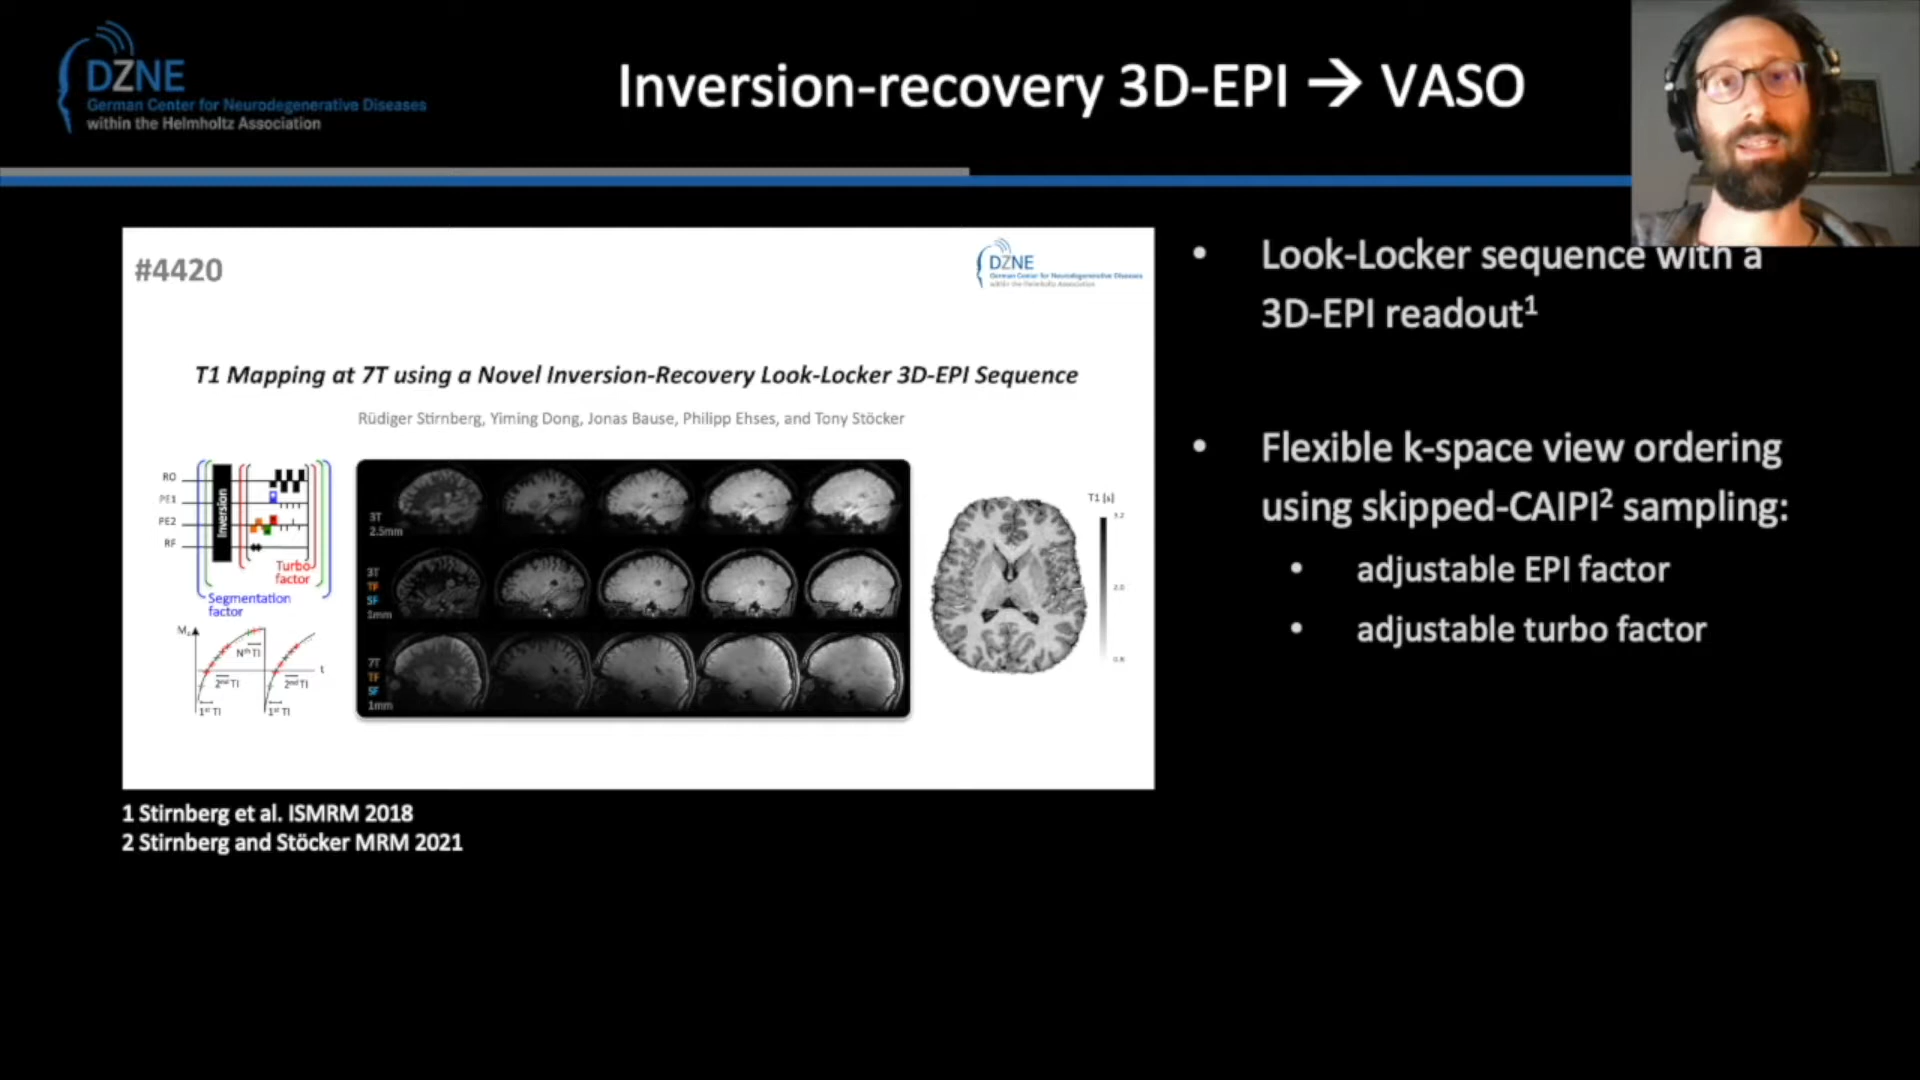 DZNE
German Center for Neurodegenerative Diseases
within the Helmholtz Association
Inversion-recovery 3D-EPI → VASO
#4420
DZNE
German Center for Neurodegenerative Diseases
within the Helmholtz Association
T1 Mapping at 7T using a Novel Inversion-Recovery Look-Locker 3D-EPI Sequence
Rüdiger Stirnberg, Yiming Dong, Jonas Bause, Philipp Ehses, and Tony Stöcker
RO
PE1
PE2
RF
Inversion
Turbo
factor
Segmentation
factor
Nth TI
2nd TI
2nd TI
t
1st TI
1st TI
3T
2.5mm
3T
TF
SF
1mm
7T
TF
SF
1mm
T1 [s]
3.2
2.0
0.8
1 Stirnberg et al. ISMRM 2018
2 Stirnberg and Stöcker MRM 2021
• Look-Locker sequence with a
3D-EPI readout¹
• Flexible k-space view ordering
using skipped-CAIPI² sampling:
• adjustable EPI factor
• adjustable turbo factor